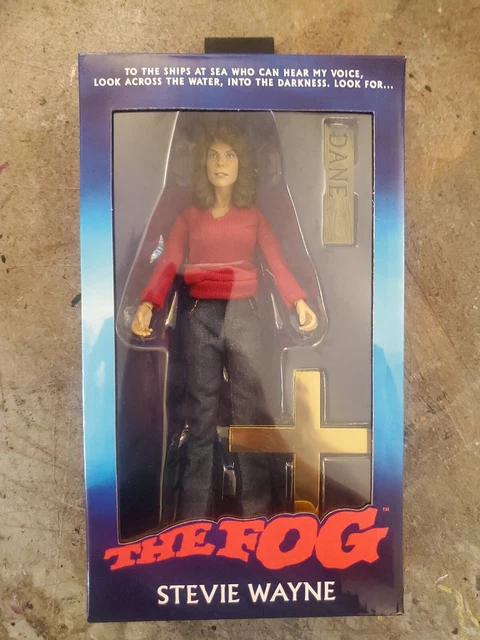 TO THE SHIPS AT SEA WHO CAN HEAR MY VOICE,
LOOK ACROSS THE WATER, INTO THE DARKNESS. LOOK FOR...
DANE
THE FOG™
STEVIE WAYNE